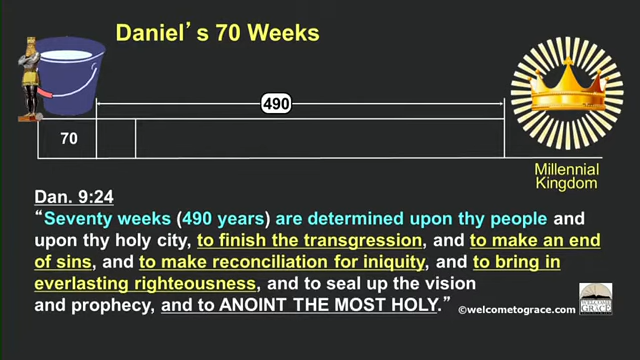 Daniel’s 70 Weeks
490
70
Millennial
Kingdom
Dan. 9:24
“Seventy weeks (490 years) are determined upon thy people and
upon thy holy city, to finish the transgression, and to make an end
of sins, and to make reconciliation for iniquity, and to bring in
everlasting righteousness, and to seal up the vision
and prophecy, and to ANOINT THE MOST HOLY.”
©welcometograce.com
WELCOME
GRACE